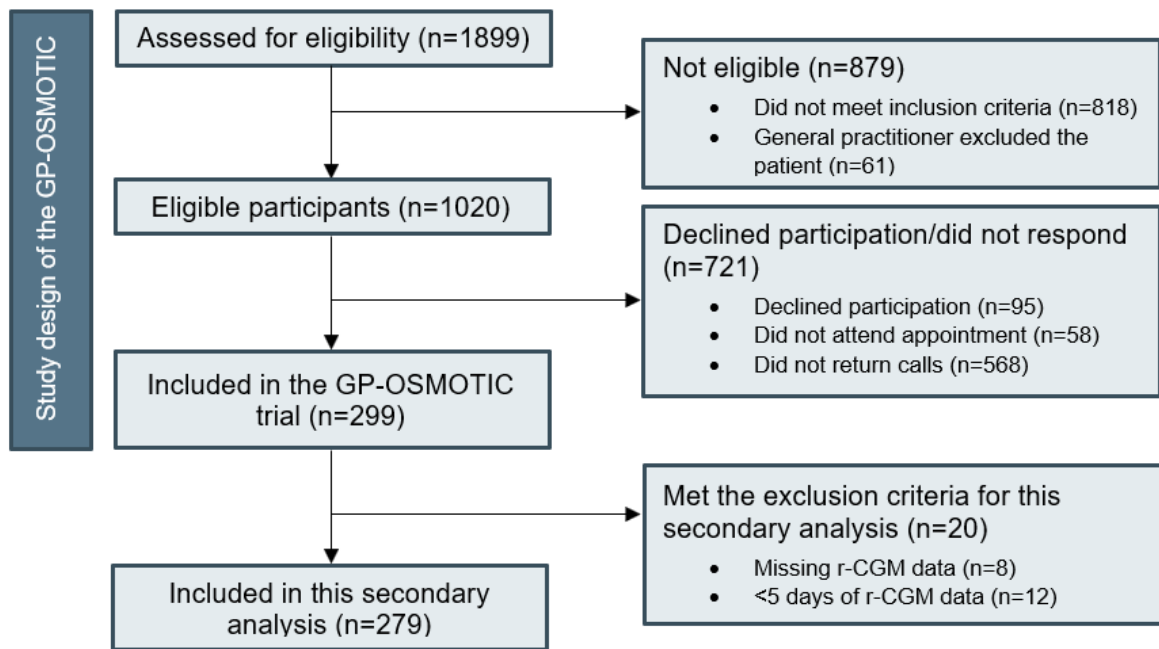 Study design of the GP-OSMOTIC
Assessed for eligibility (n=1899)
Not eligible (n=879)
• Did not meet inclusion criteria (n=818)
• General practitioner excluded the
patient (n=61)
Eligible participants (n=1020)
Declined participation/did not respond
(n=721)
• Declined participation (n=95)
• Did not attend appointment (n=58)
• Did not return calls (n=568)
Included in the GP-OSMOTIC
trial (n=299)
Met the exclusion criteria for this
secondary analysis (n=20)
• Missing r-CGM data (n=8)
• <5 days of r-CGM data (n=12)
Included in this secondary
analysis (n=279)